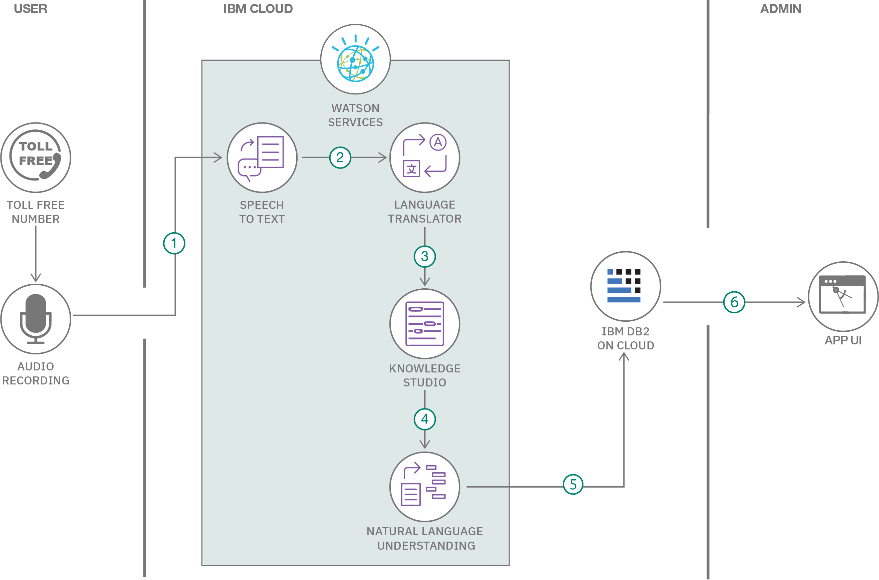 USER
IBM CLOUD
ADMIN
WATSON
SERVICES
TOLL
FREE
TOLL FREE
NUMBER
1
SPEECH
TO TEXT
2
A
文
LANGUAGE
TRANSLATOR
3
AUDIO
RECORDING
KNOWLEDGE
STUDIO
4
NATURAL LANGUAGE
UNDERSTANDING
5
IBM DB2
ON CLOUD
6
APP UI